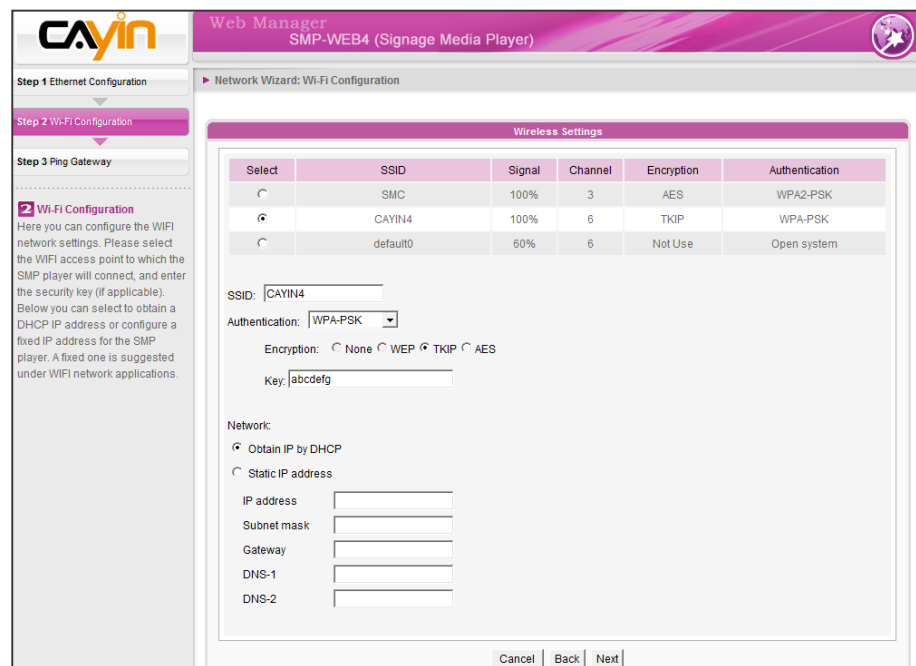 CAYIN
Web Manager
SMP-WEB4 (Signage Media Player)
Step 1 Ethernet Configuration
Step 2 Wi-Fi Configuration
Step 3 Ping Gateway
2 Wi-Fi Configuration
Here you can configure the WIFI
network settings. Please select
the WIFI access point to which the
SMP player will connect, and enter
the security key (if applicable).
Below you can select to obtain a
DHCP IP address or configure a
fixed IP address for the SMP
player. A fixed one is suggested
under WIFI network applications.
Network Wizard: Wi-Fi Configuration
Wireless Settings
Select SSID Signal Channel Encryption Authentication
SMC 100% 3 AES WPA2-PSK
CAYIN4 100% 6 TKIP WPA-PSK
default0 60% 6 Not Use Open system
SSID: CAYIN4
Authentication: WPA-PSK
Encryption: None WEP TKIP AES
Key: abcdefg
Network:
Obtain IP by DHCP
Static IP address
IP address
Subnet mask
Gateway
DNS-1
DNS-2
Cancel Back Next